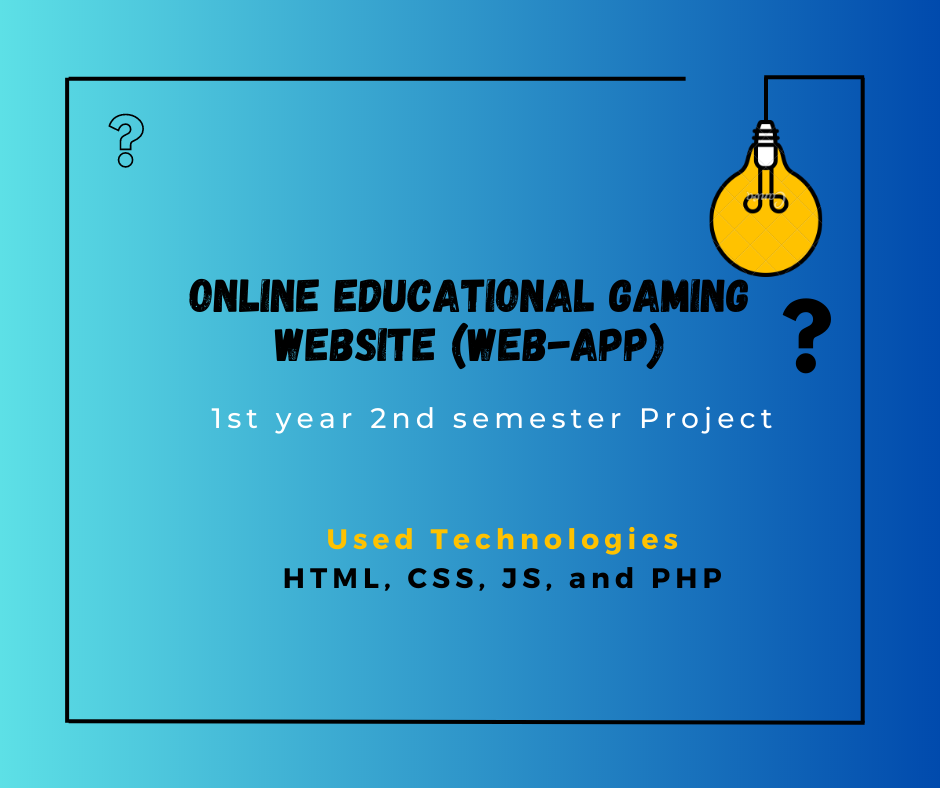 ?
ONLINE EDUCATIONAL GAMING
WEBSITE (WEB-APP)
?
1st year 2nd semester Project
Used Technologies
HTML, CSS, JS, and PHP